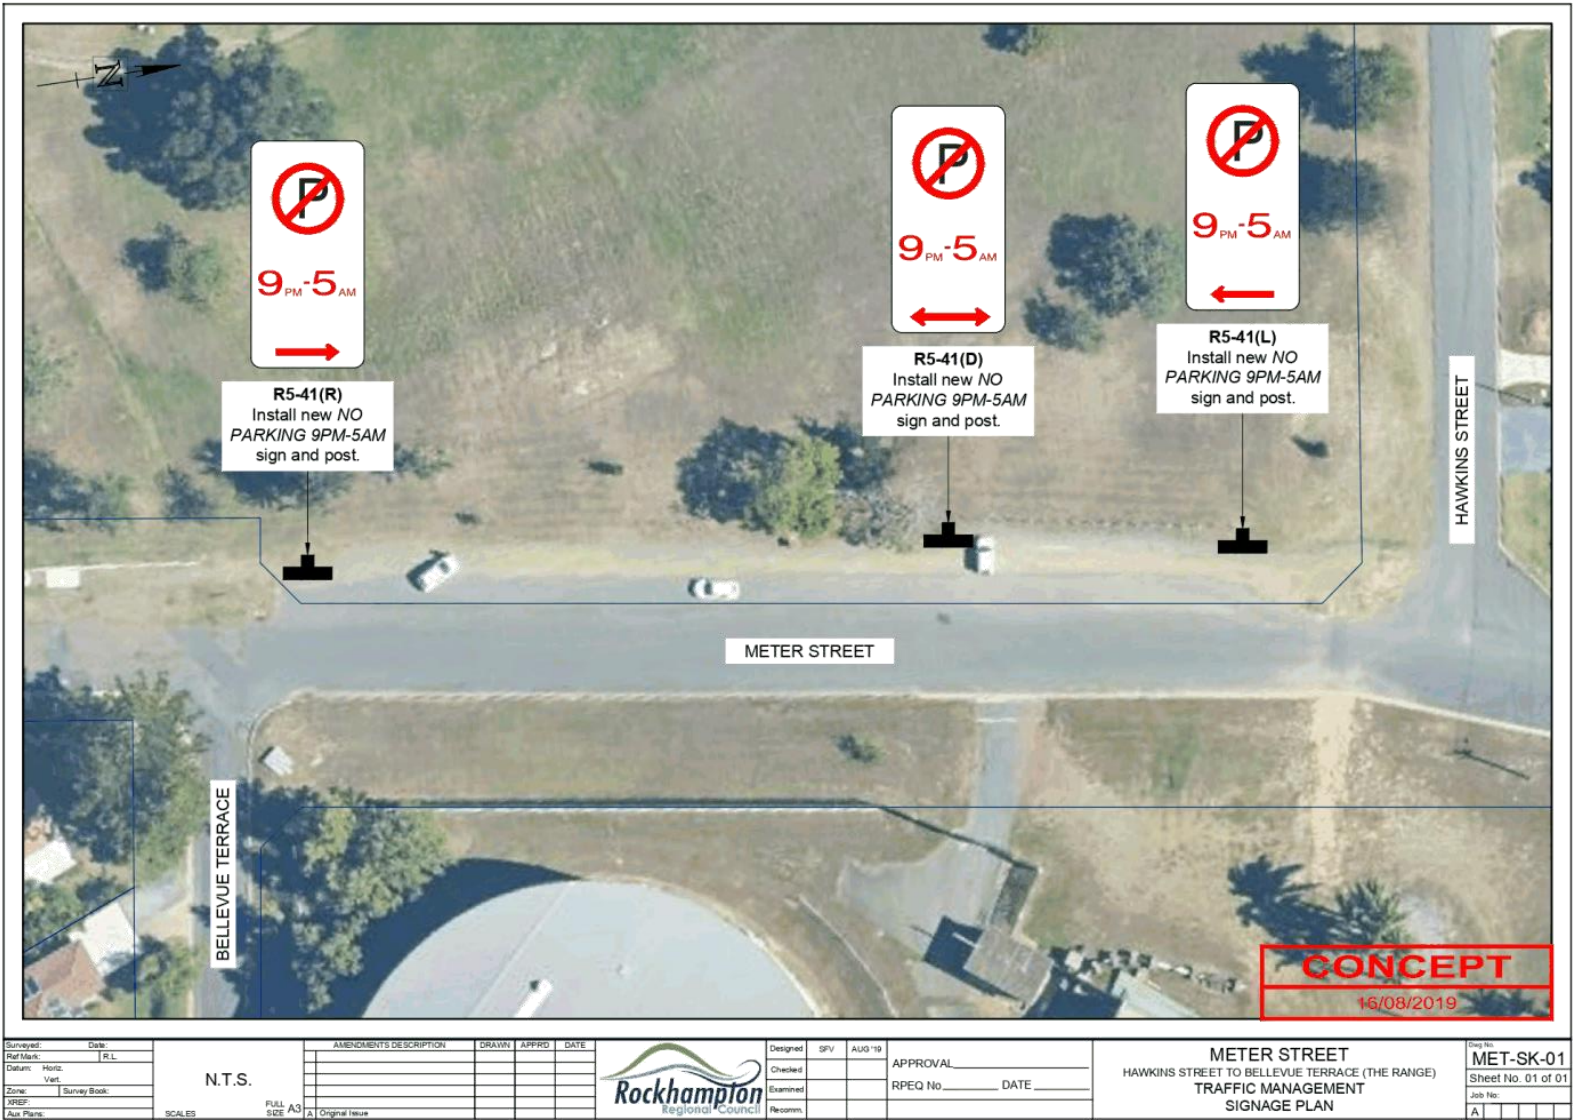 N
P
9PM-5AM
R5-41(R)
Install new NO
PARKING 9PM-5AM
sign and post.
P
9PM-5AM
R5-41(D)
Install new NO
PARKING 9PM-5AM
sign and post.
P
9PM-5AM
R5-41(L)
Install new NO
PARKING 9PM-5AM
sign and post.
HAWKINS STREET
METER STREET
BELLEVUE TERRACE
CONCEPT
16/08/2019
Surveyed: Date:
Ref Mark: R.L.
Datum: Horiz.
Vert.
Zone: Survey Book:
XREF:
Aux Plans:
N.T.S.
SCALES
FULL
SIZE A3
AMENDMENTS DESCRIPTION DRAWN APPR'D DATE
A Original Issue
Rockhampton
Regional Council
Designed SFV AUG '19
Checked
Examined
Recomm.
APPROVAL
RPEQ No DATE
METER STREET
HAWKINS STREET TO BELLEVUE TERRACE (THE RANGE)
TRAFFIC MANAGEMENT
SIGNAGE PLAN
Dwg No.
MET-SK-01
Sheet No. 01 of 01
Job No:
A